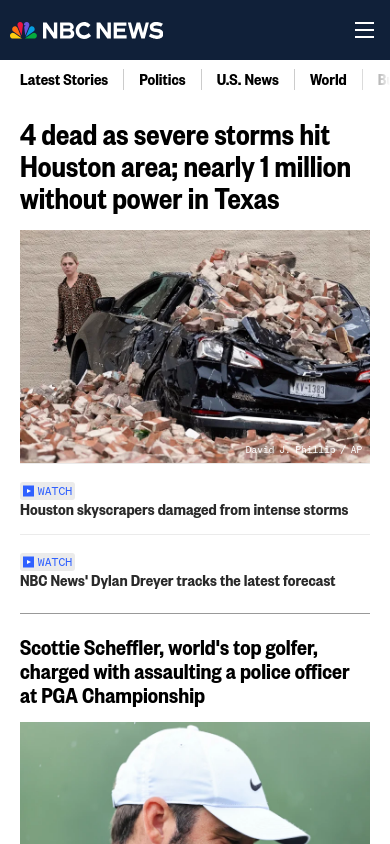 NBC NEWS
Latest Stories
Politics
U.S. News
World
4 dead as severe storms hit
Houston area; nearly 1 million
without power in Texas
David J. Phillip / AP
WATCH
Houston skyscrapers damaged from intense storms
WATCH
NBC News' Dylan Dreyer tracks the latest forecast
Scottie Scheffler, world's top golfer,
charged with assaulting a police officer
at PGA Championship